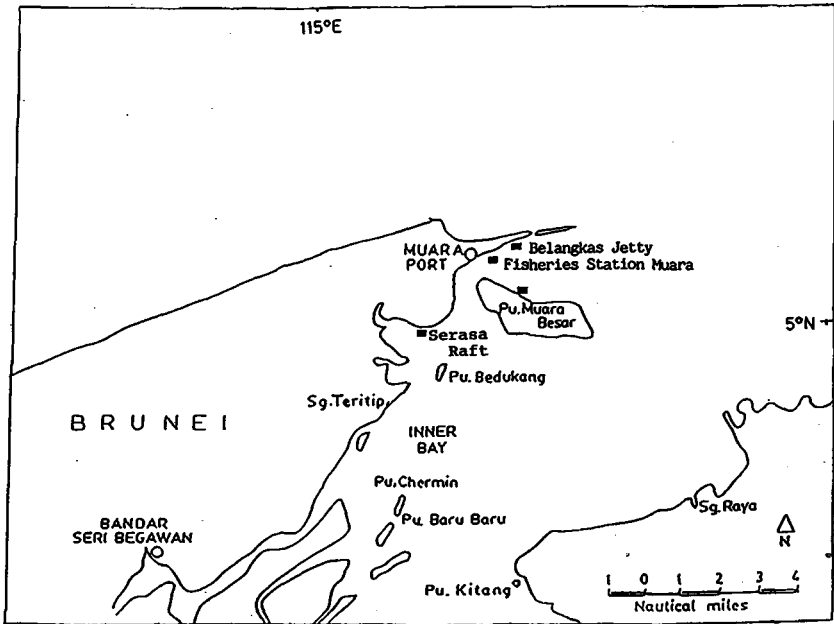 115°E
MUARA
PORT
Belangkas Jetty
Fisheries Station Muara
Pu. Muara
Besar
5°N
Serasa
Raft
Pu. Bedukang
Sg. Teritip
BRUNEI
INNER
BAY
Pu. Chermin
Sg. Raya
Pu. Baru Baru
BANDAR
SERI BEGAWAN
N
Pu. Kitang
1 0 1 2 3 4
Nautical miles